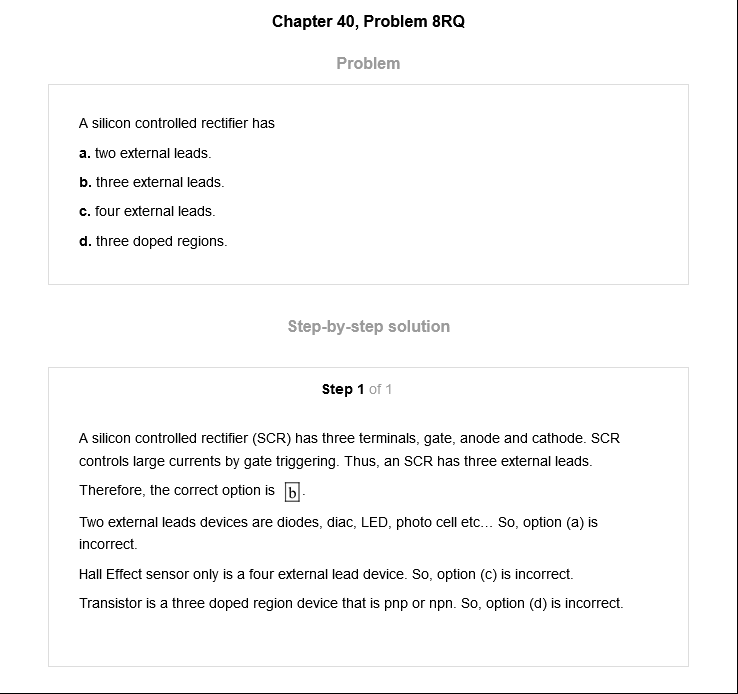 Chapter 40, Problem 8RQ
Problem
A silicon controlled rectifier has
a. two external leads.
b. three external leads.
c. four external leads.
d. three doped regions.
Step-by-step solution
Step 1 of 1
A silicon controlled rectifier (SCR) has three terminals, gate, anode and cathode. SCR
controls large currents by gate triggering. Thus, an SCR has three external leads.
Therefore, the correct option is b.
Two external leads devices are diodes, diac, LED, photo cell etc... So, option (a) is
incorrect.
Hall Effect sensor only is a four external lead device. So, option (c) is incorrect.
Transistor is a three doped region device that is pnp or npn. So, option (d) is incorrect.